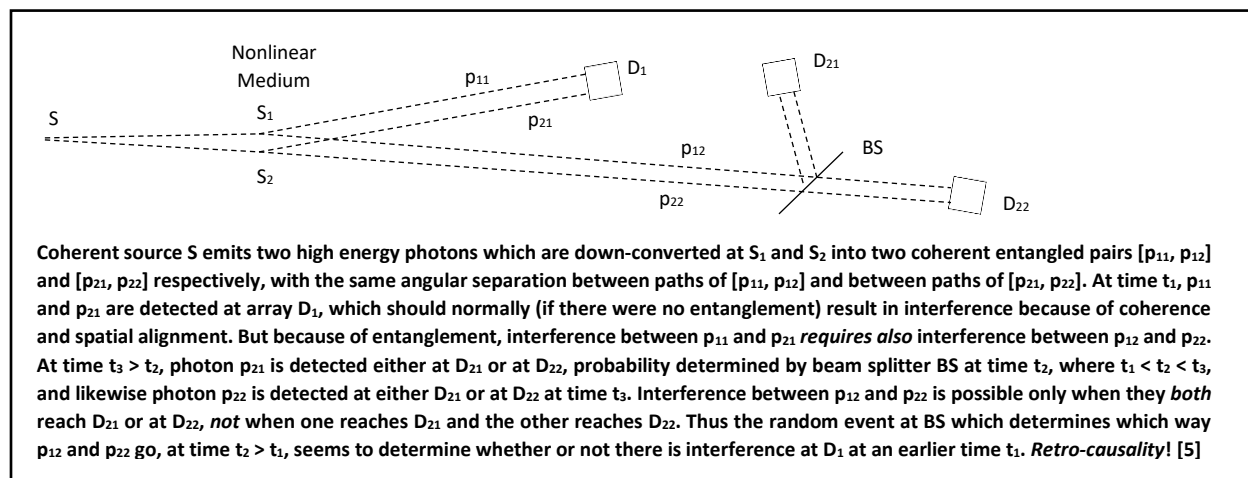 Nonlinear
Medium
D₁
D₂₁
p₁₁
S
S₁
p₂₁
p₁₂
BS
S₂
p₂₂
D₂₂
Coherent source S emits two high energy photons which are down-converted at S₁ and S₂ into two coherent entangled pairs [p₁₁, p₁₂]
and [p₂₁, p₂₂] respectively, with the same angular separation between paths of [p₁₁, p₁₂] and between paths of [p₂₁, p₂₂]. At time t₁, p₁₁
and p₂₁ are detected at array D₁, which should normally (if there were no entanglement) result in interference because of coherence
and spatial alignment. But because of entanglement, interference between p₁₁ and p₂₁ requires also interference between p₁₂ and p₂₂.
At time t₃ > t₂, photon p₂₁ is detected either at D₂₁ or at D₂₂, probability determined by beam splitter BS at time t₂, where t₁ < t₂ < t₃,
and likewise photon p₂₂ is detected at either D₂₁ or at D₂₂ at time t₃. Interference between p₁₂ and p₂₂ is possible only when they both
reach D₂₁ or at D₂₂, not when one reaches D₂₁ and the other reaches D₂₂. Thus the random event at BS which determines which way
p₁₂ and p₂₂ go, at time t₂ > t₁, seems to determine whether or not there is interference at D₁ at an earlier time t₁. Retro-causality! [5]